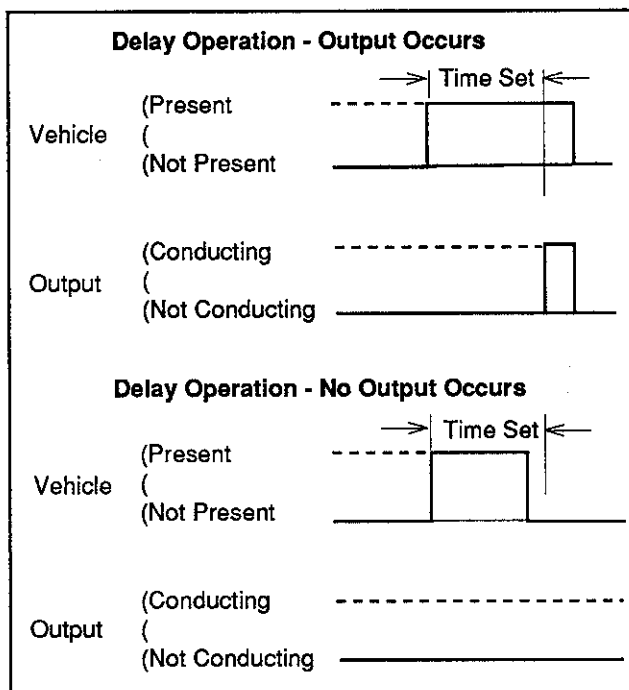 Delay Operation - Output Occurs
Time Set
(Present
Vehicle (
(Not Present
(Conducting
Output (
(Not Conducting
Delay Operation - No Output Occurs
Time Set
(Present
Vehicle (
(Not Present
(Conducting
Output (
(Not Conducting